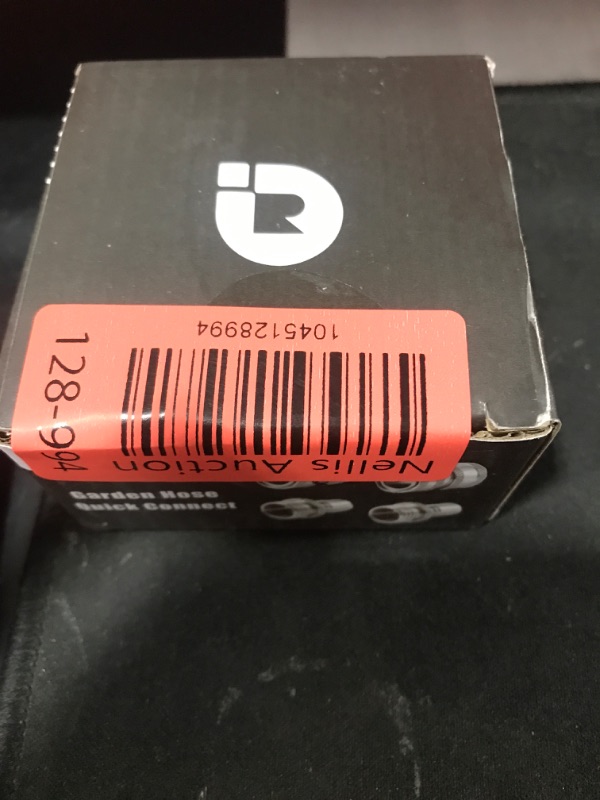 1045128994
128-994
Nellis Auction
Garden Hose
Quick Connect